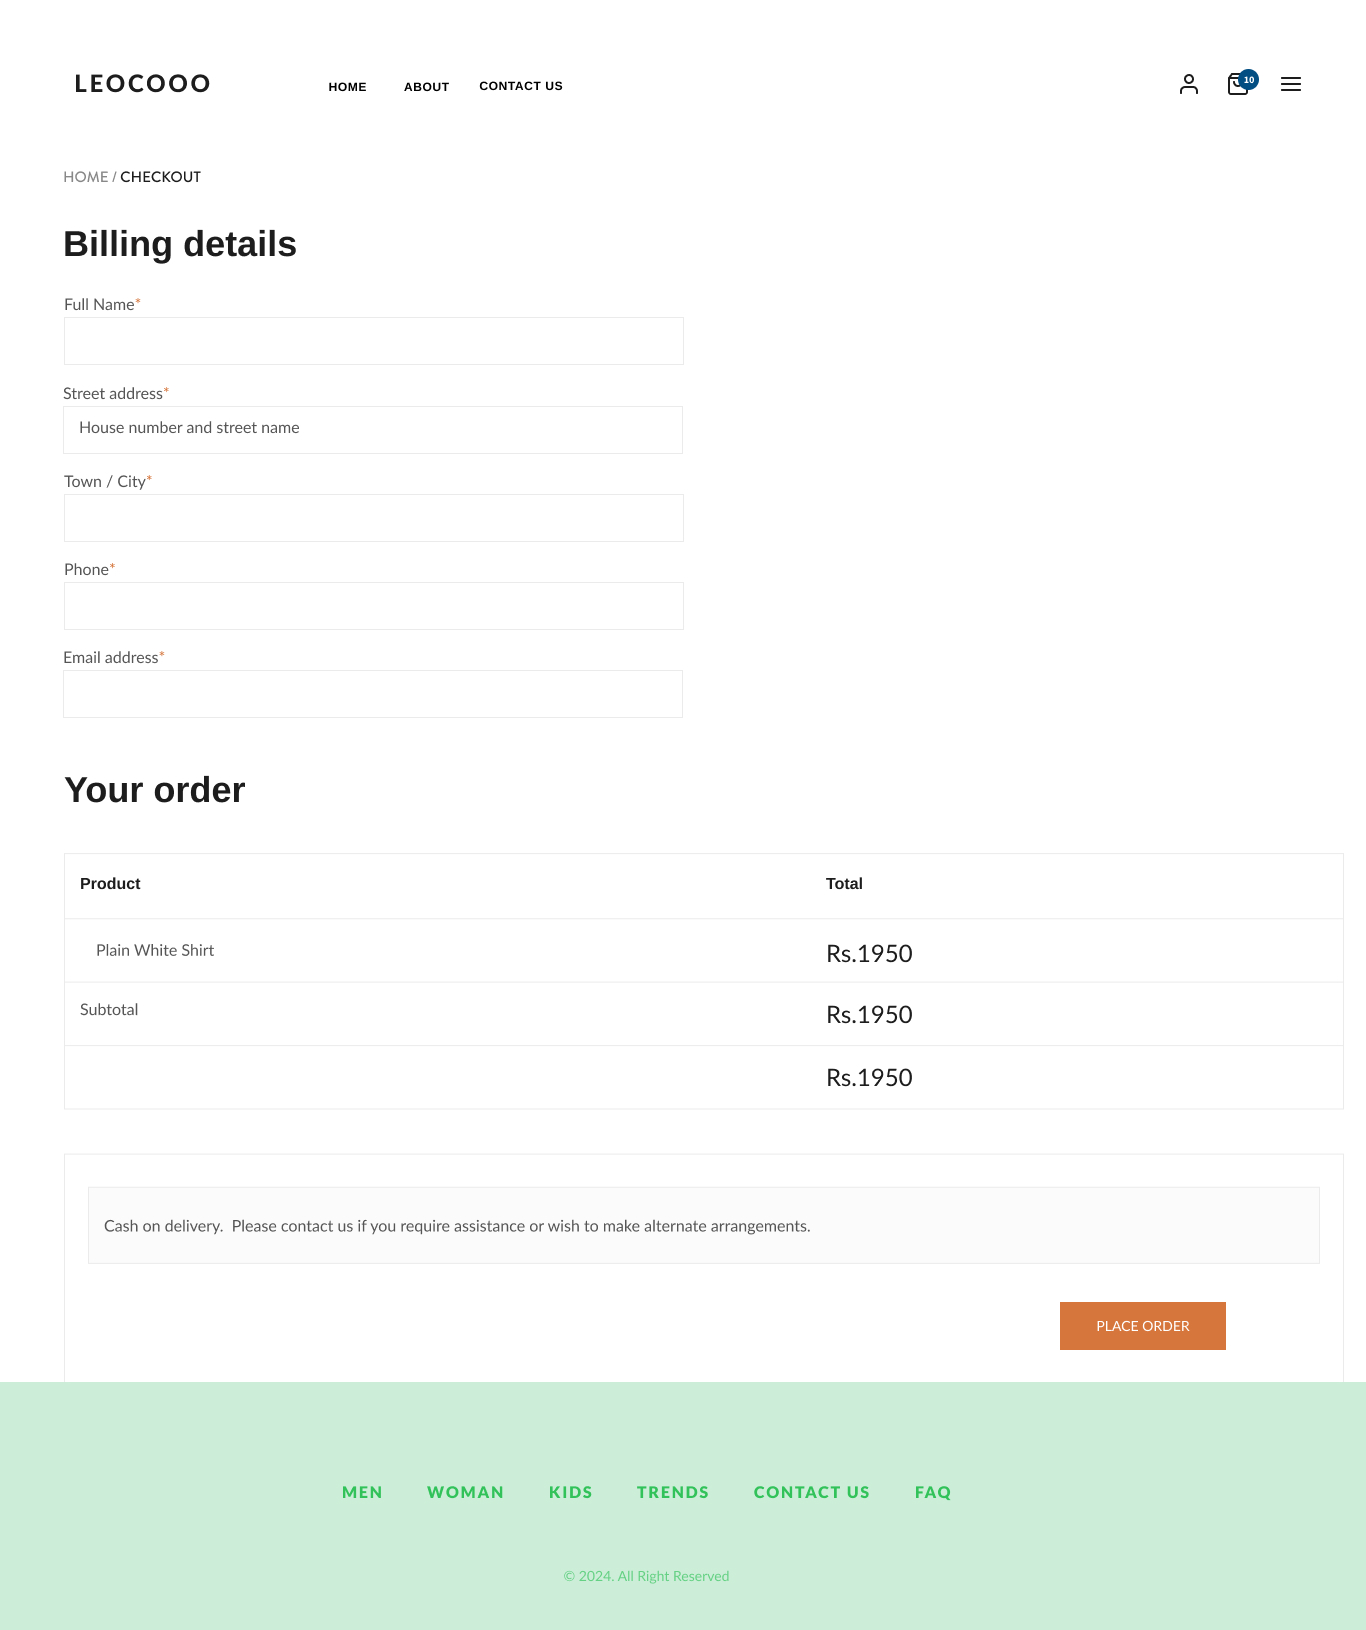 LEOCOOO HOME ABOUT CONTACT US 10
HOME / CHECKOUT
Billing details
Full Name*
Street address*
House number and street name
Town / City*
Phone*
Email address*
Your order
Product Total
Plain White Shirt Rs.1950
Subtotal Rs.1950
Rs.1950
Cash on delivery. Please contact us if you require assistance or wish to make alternate arrangements.
PLACE ORDER
MEN WOMAN KIDS TRENDS CONTACT US FAQ
© 2024. All Right Reserved